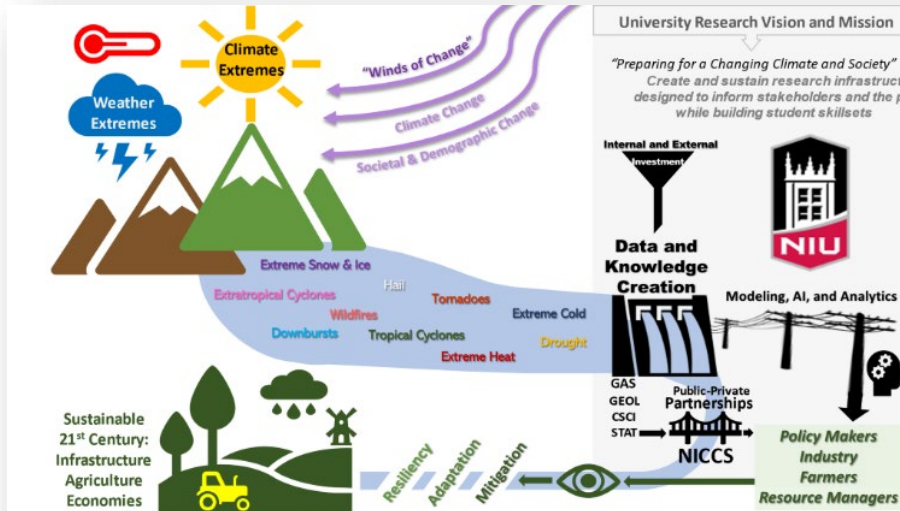 Climate
Extremes
Weather
Extremes
"Winds of Change"
Climate Change
Societal & Demographic Change
University Research Vision and Mission
"Preparing for a Changing Climate and Society"
Create and sustain research infrastruct
designed to inform stakeholders and the p
while building student skillsets
Internal and External
Investment
NIU
Data and
Knowledge
Creation
Modeling, AI, and Analytics
Extreme Snow & Ice
Hail
Extratropical Cyclones
Tornadoes
Wildfires
Extreme Cold
Downbursts
Tropical Cyclones
Drought
Extreme Heat
GAS
GEOL
CSCI
STAT
Public-Private
Partnerships
NICCS
Policy Makers
Industry
Farmers
Resource Managers
Mitigation
Adaptation
Resiliency
Sustainable
21st Century:
Infrastructure
Agriculture
Economies